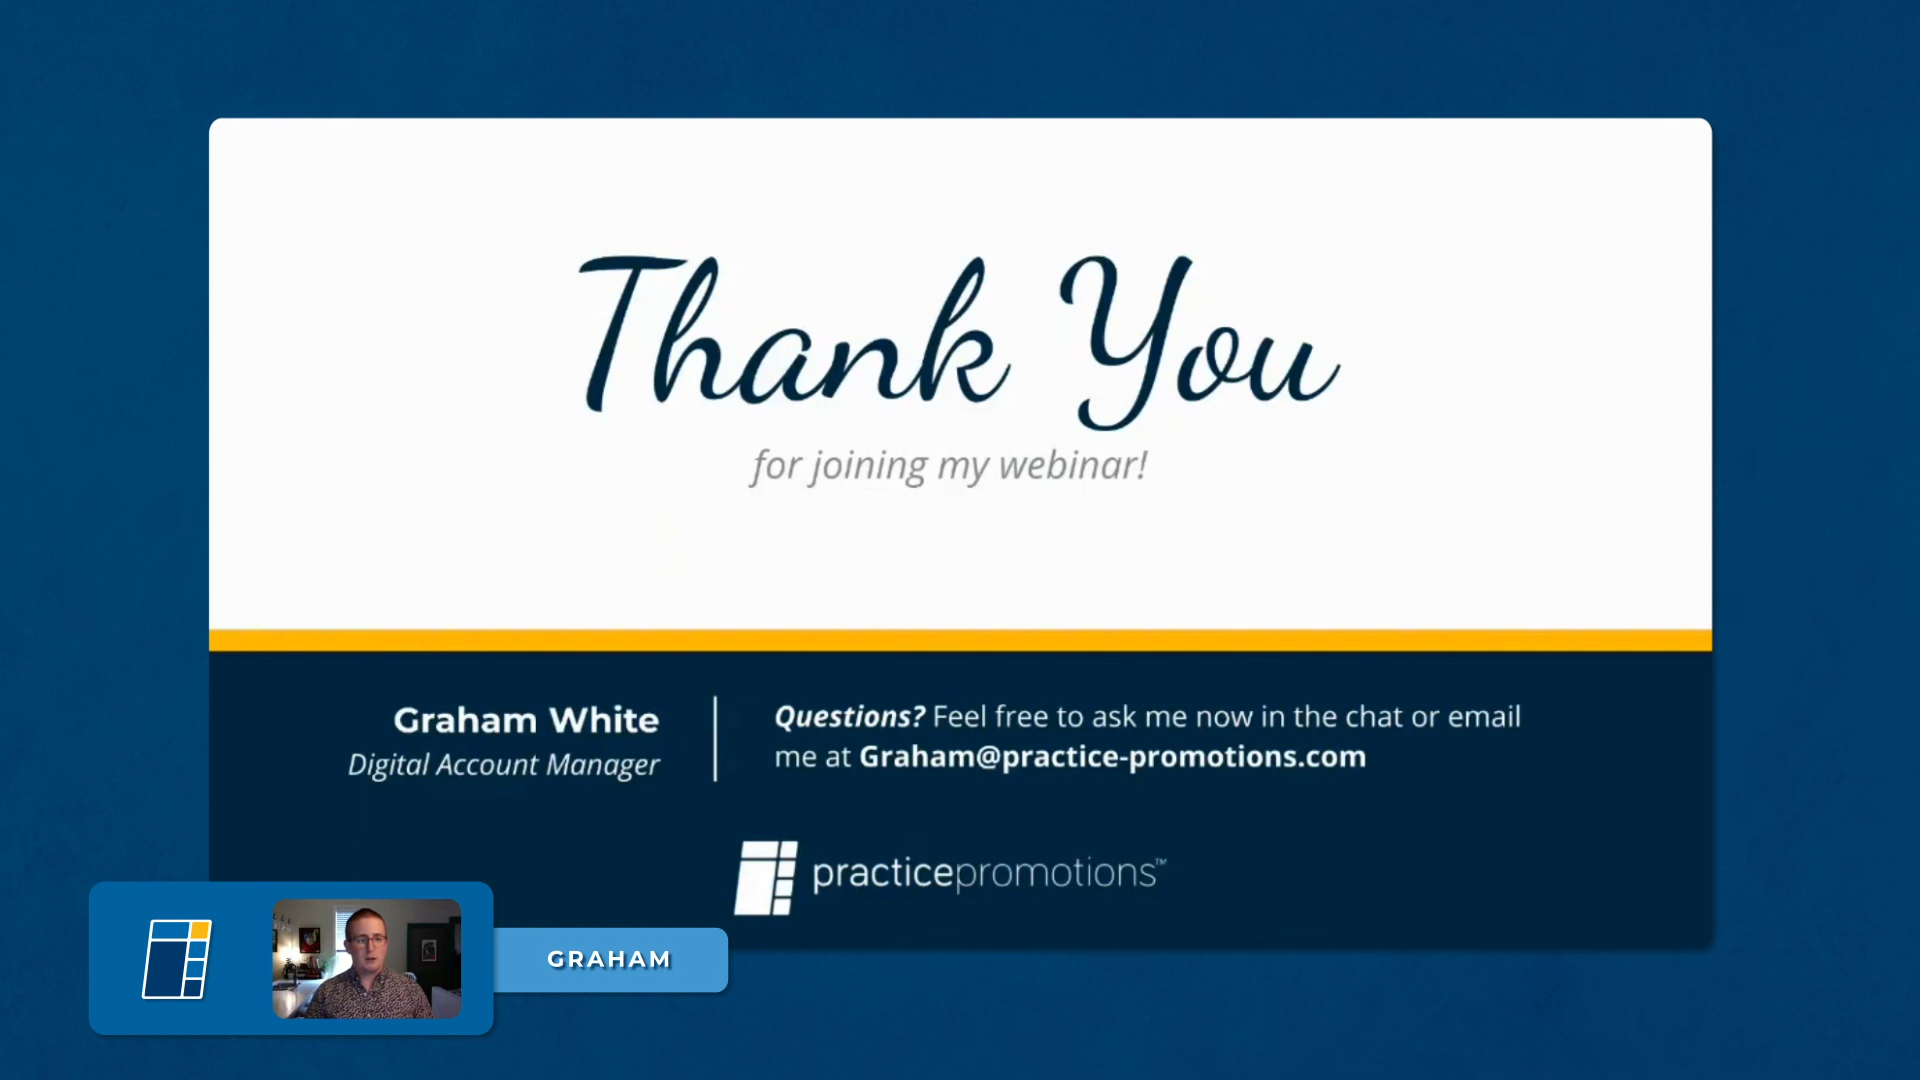 Thank You
for joining my webinar!
Graham White
Digital Account Manager
Questions? Feel free to ask me now in the chat or email
me at Graham@practice-promotions.com
practicepromotions™
GRAHAM